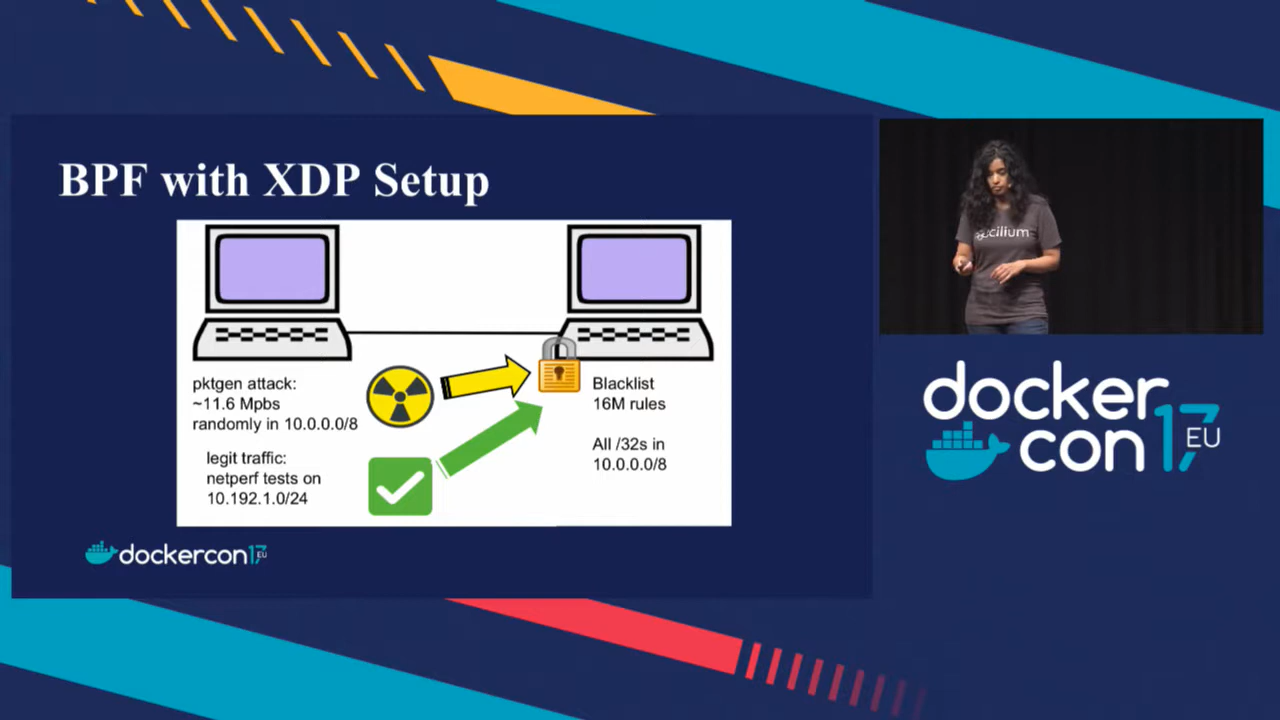 BPF with XDP Setup
pktgen attack:
~11.6 Mpbs
randomly in 10.0.0.0/8
legit traffic:
netperf tests on
10.192.1.0/24
Blacklist
16M rules
All /32s in
10.0.0.0/8
dockercon17
EU
cilium
docker
con 17 EU